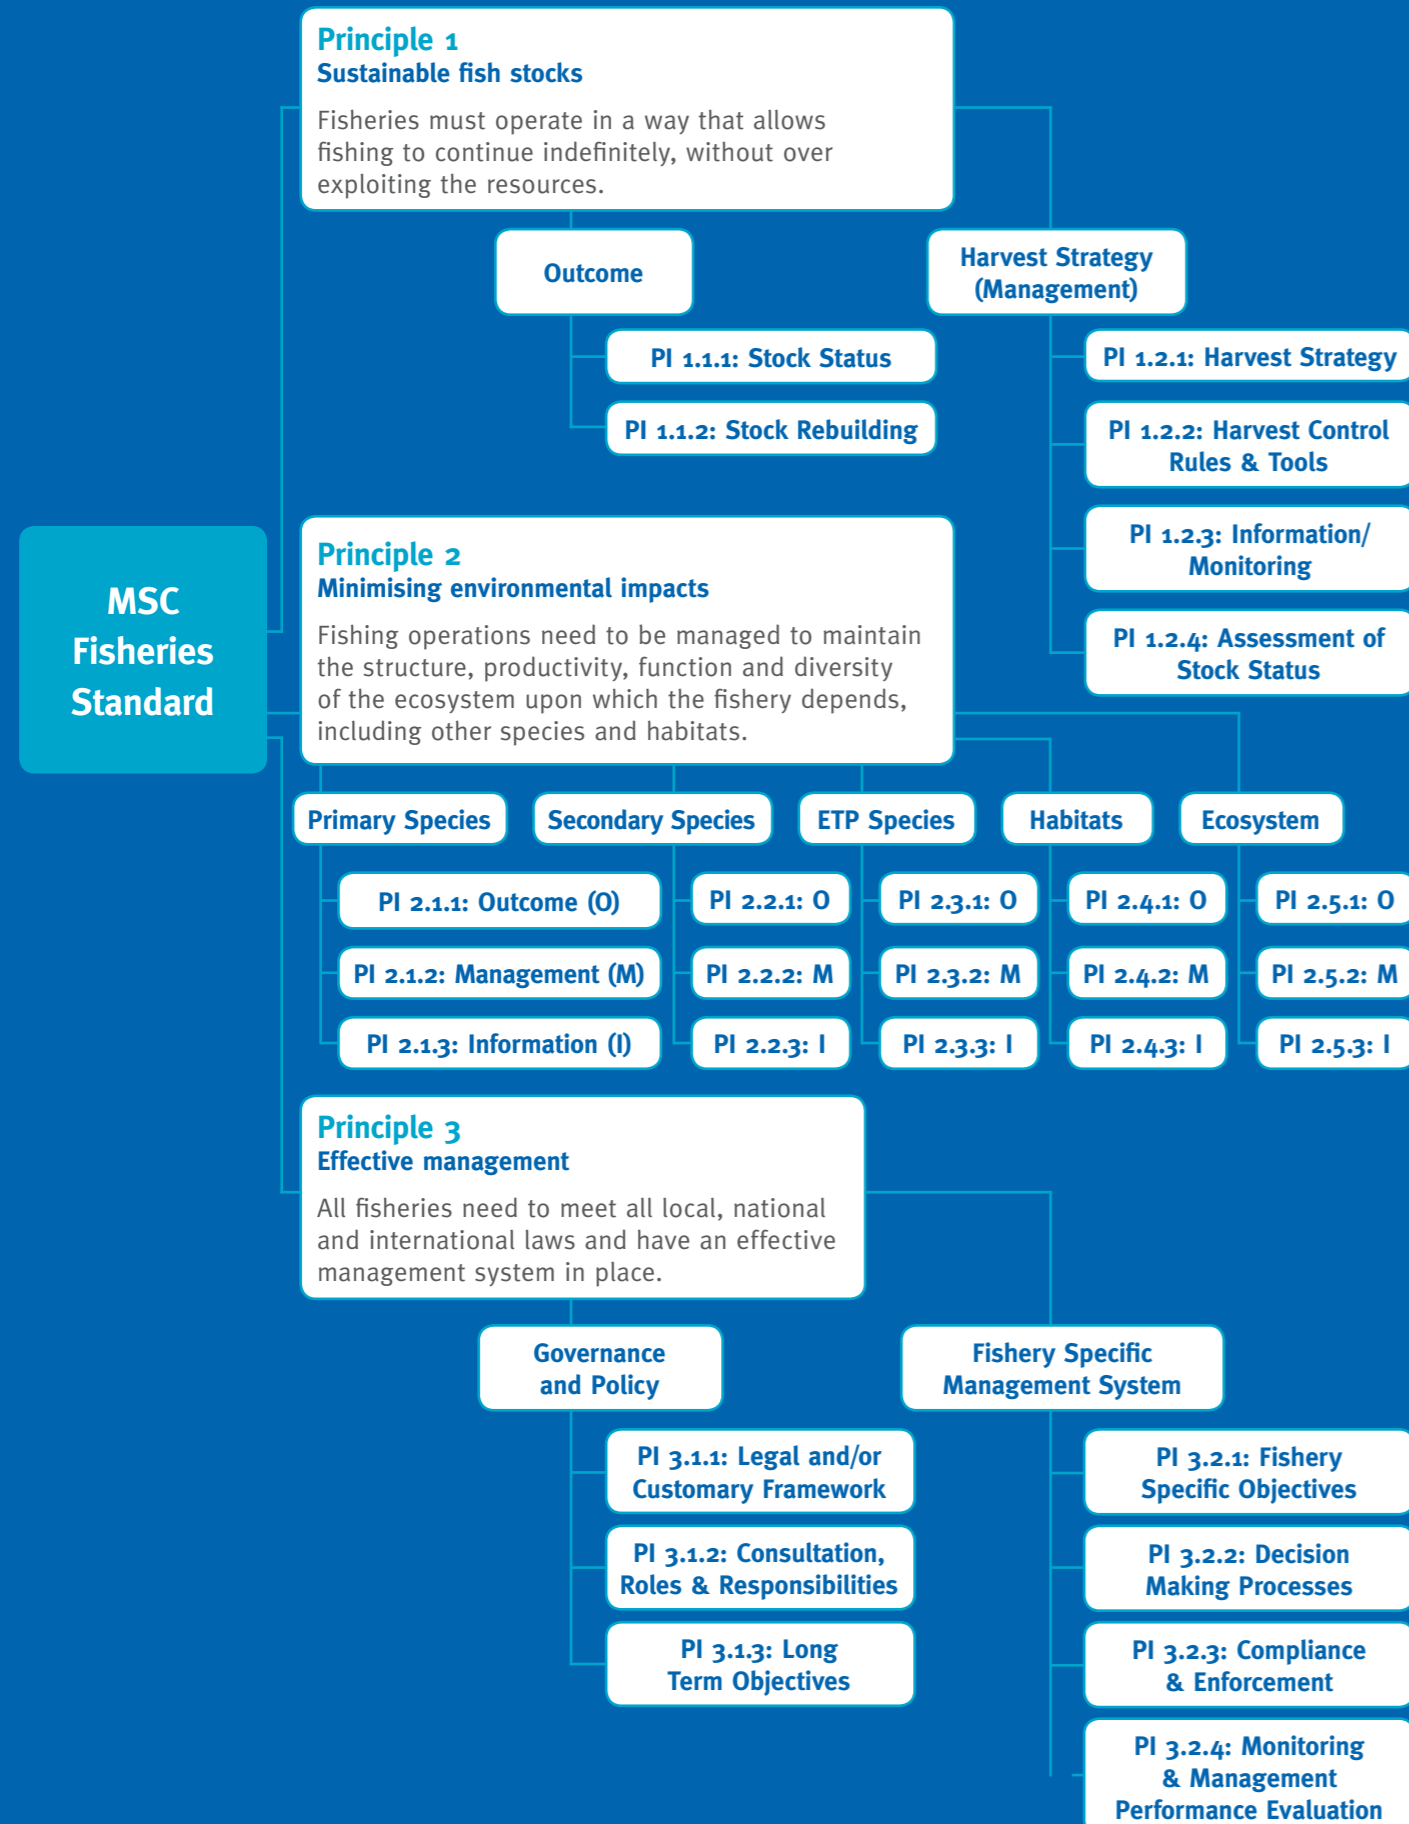 Principle 1
Sustainable fish stocks
Fisheries must operate in a way that allows
fishing to continue indefinitely, without over
exploiting the resources.
Outcome
Harvest Strategy
(Management)
PI 1.1.1: Stock Status
PI 1.1.2: Stock Rebuilding
PI 1.2.1: Harvest Strategy
PI 1.2.2: Harvest Control
Rules & Tools
PI 1.2.3: Information/
Monitoring
PI 1.2.4: Assessment of
Stock Status
MSC
Fisheries
Standard
Principle 2
Minimising environmental impacts
Fishing operations need to be managed to maintain
the structure, productivity, function and diversity
of the ecosystem upon which the fishery depends,
including other species and habitats.
Primary Species
Secondary Species
ETP Species
Habitats
Ecosystem
PI 2.1.1: Outcome (O)
PI 2.2.1: O
PI 2.3.1: O
PI 2.4.1: O
PI 2.5.1: O
PI 2.1.2: Management (M)
PI 2.2.2: M
PI 2.3.2: M
PI 2.4.2: M
PI 2.5.2: M
PI 2.1.3: Information (I)
PI 2.2.3: I
PI 2.3.3: I
PI 2.4.3: I
PI 2.5.3: I
Principle 3
Effective management
All fisheries need to meet all local, national
and international laws and have an effective
management system in place.
Governance
and Policy
Fishery Specific
Management System
PI 3.1.1: Legal and/or
Customary Framework
PI 3.1.2: Consultation,
Roles & Responsibilities
PI 3.1.3: Long
Term Objectives
PI 3.2.1: Fishery
Specific Objectives
PI 3.2.2: Decision
Making Processes
PI 3.2.3: Compliance
& Enforcement
PI 3.2.4: Monitoring
& Management
Performance Evaluation